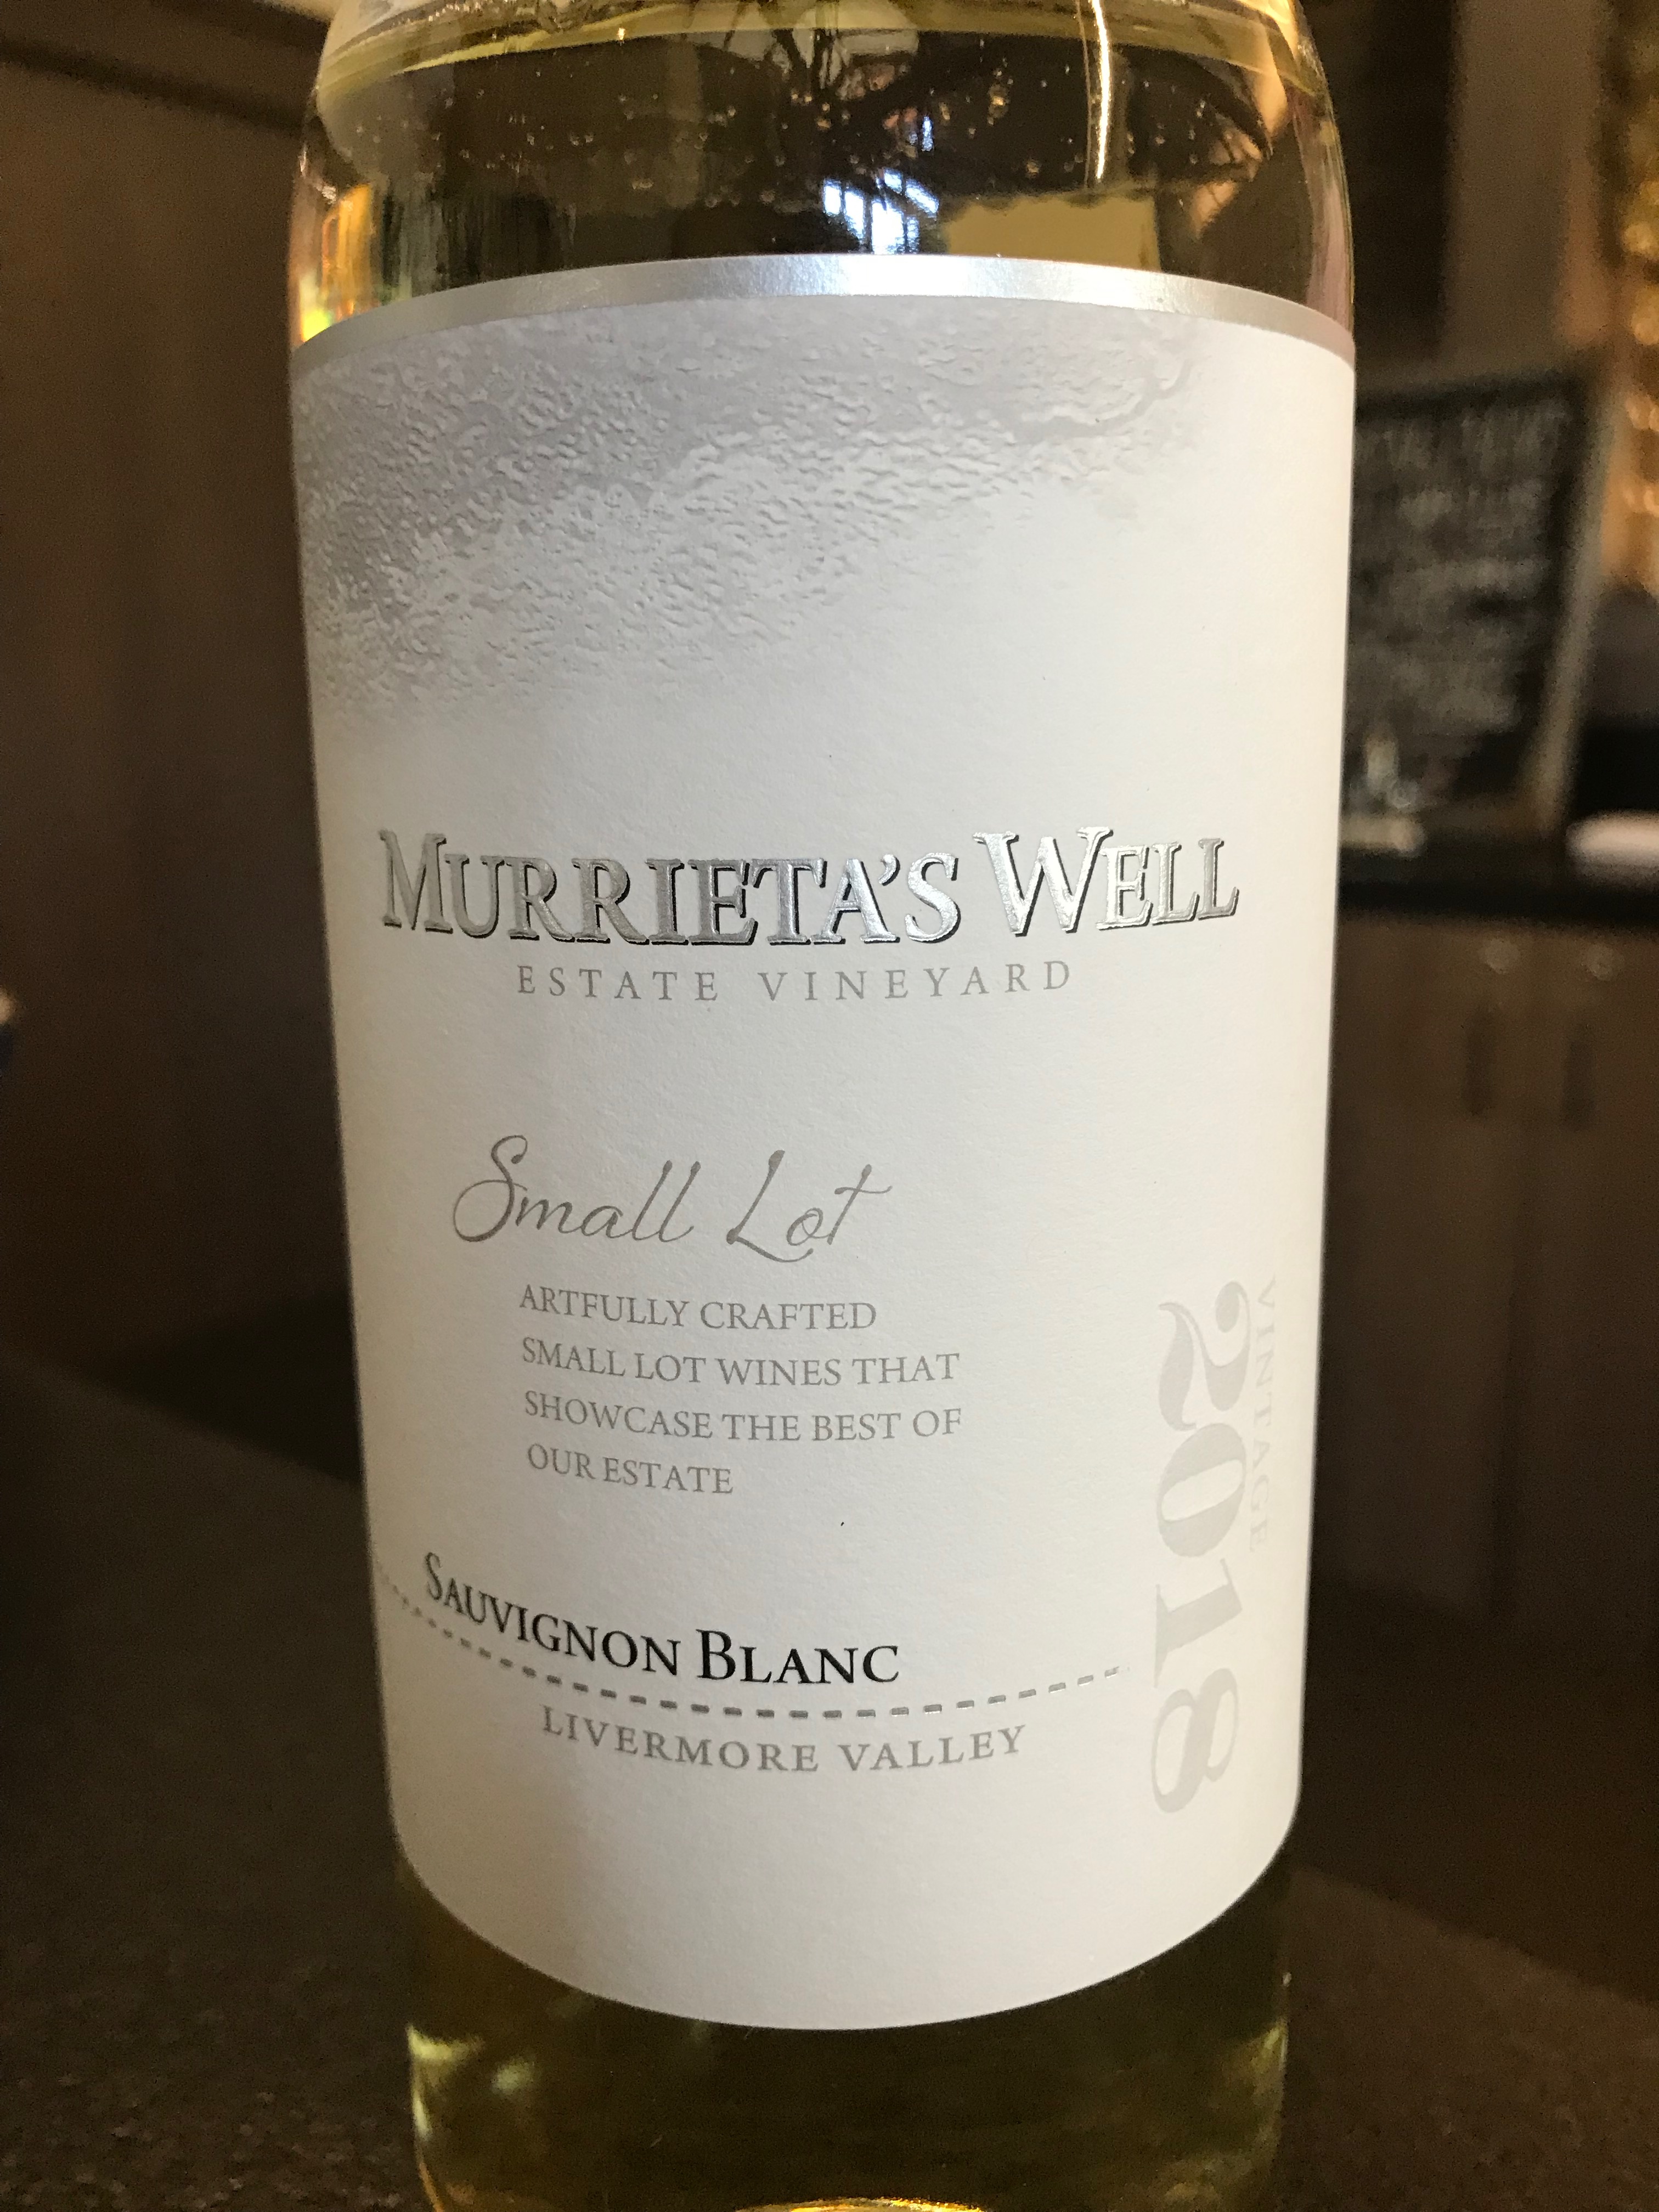 MURRIETA'S WELL
ESTATE VINEYARD
Small Lot
ARTFULLY CRAFTED
SMALL LOT WINES THAT
SHOWCASE THE BEST OF
OUR ESTATE
SAUVIGNON BLANC
LIVERMORE VALLEY
VINTAGE
2018